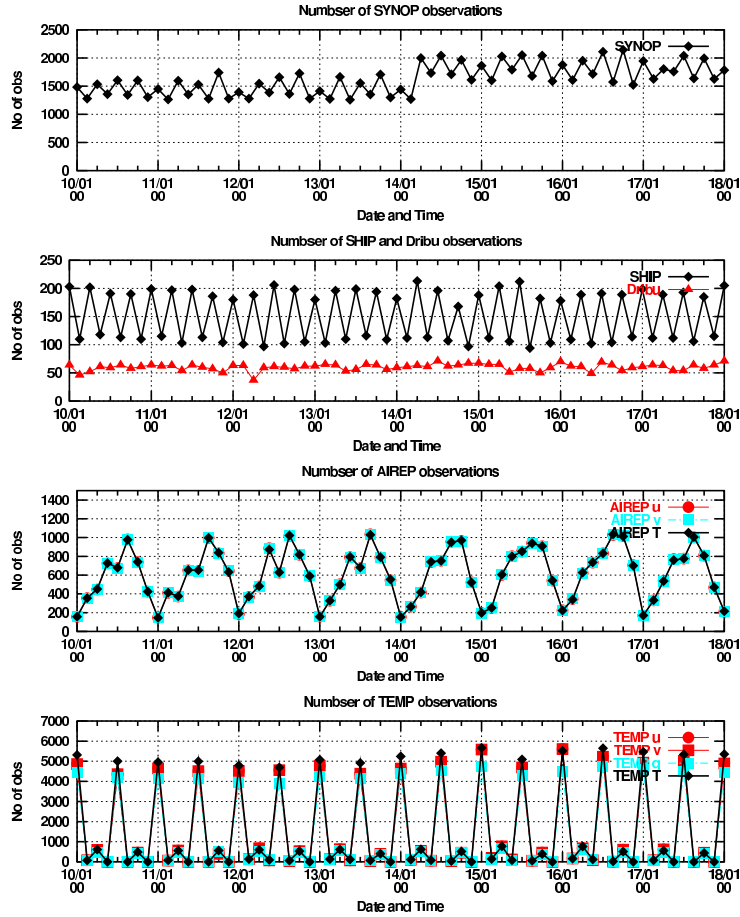 Numbser of SYNOP observations
2500
2000
1500
1000
500
0
No of obs
SYNOP
10/01 11/01 12/01 13/01 14/01 15/01 16/01 17/01 18/01
00 00 00 00 00 00 00 00 00
Date and Time
Numbser of SHIP and Dribu observations
250
200
150
100
50
0
No of obs
SHIP
Dribu
10/01 11/01 12/01 13/01 14/01 15/01 16/01 17/01 18/01
00 00 00 00 00 00 00 00 00
Date and Time
Numbser of AIREP observations
1400
1200
1000
800
600
400
200
0
No of obs
AIREP u
AIREP v
AIREP T
10/01 11/01 12/01 13/01 14/01 15/01 16/01 17/01 18/01
00 00 00 00 00 00 00 00 00
Date and Time
Numbser of TEMP observations
7000
6000
5000
4000
3000
2000
1000
0
No of obs
TEMP u
TEMP v
TEMP q
TEMP T
10/01 11/01 12/01 13/01 14/01 15/01 16/01 17/01 18/01
00 00 00 00 00 00 00 00 00
Date and Time